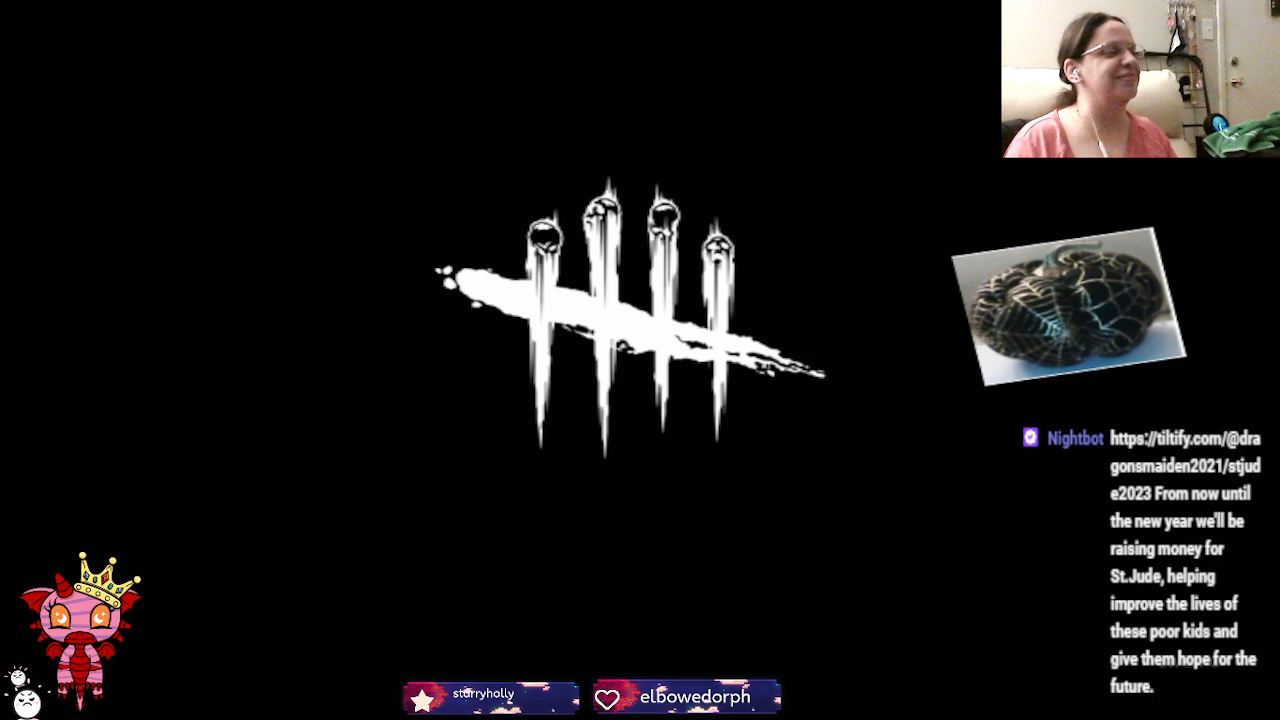 Nightbot https://tiltify.com/@dra
gonsmaiden2021/stjud
e2023 From now until
the new year we'll be
raising money for
St.Jude, helping
improve the lives of
these poor kids and
give them hope for the
future.
starryholly
elbowedorph